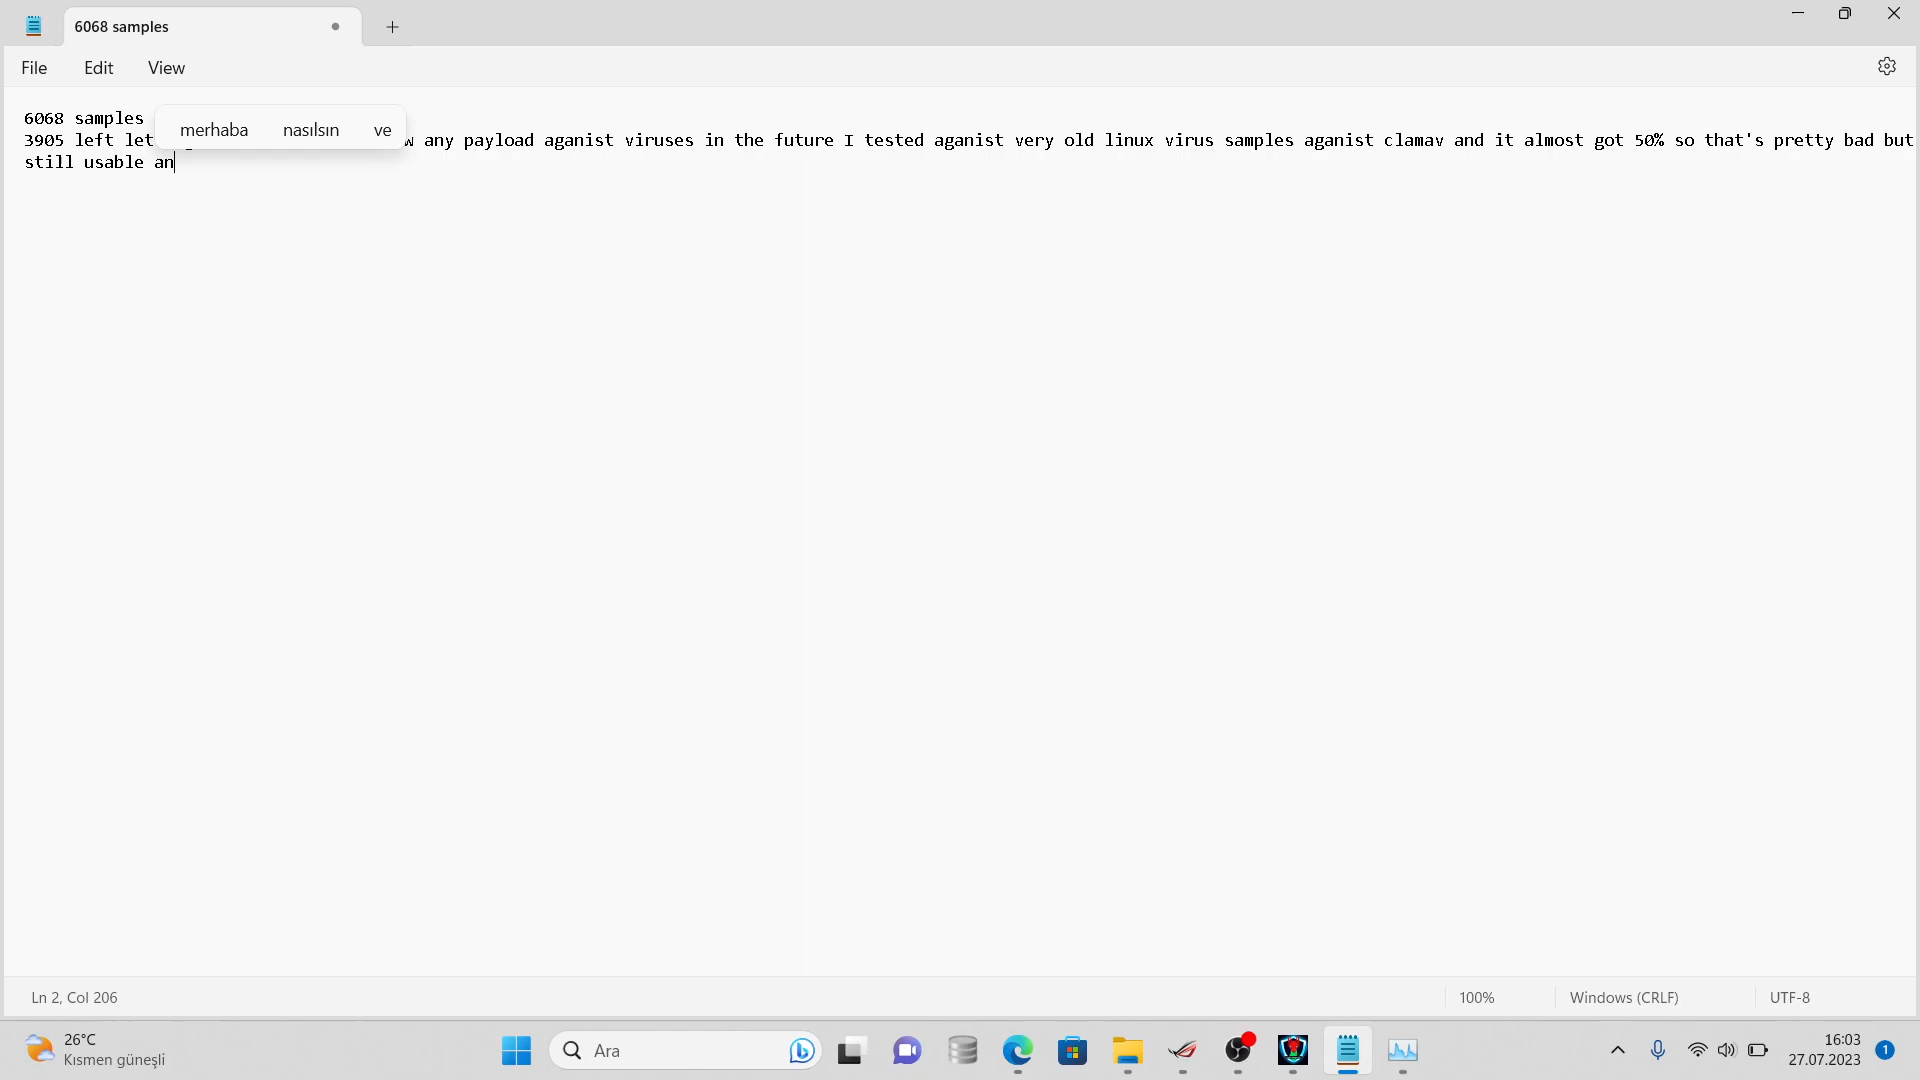 6068 samples
File
Edit
View
6068 samples
merhaba nasılsın ve
3905 left let any payload aganist viruses in the future I tested aganist very old linux virus samples aganist clamav and it almost got 50% so that's pretty bad but
still usable an
Ln 2, Col 206
100%
Windows (CRLF)
UTF-8
26°C
Kısmen güneşli
Ara
16:03
27.07.2023
1